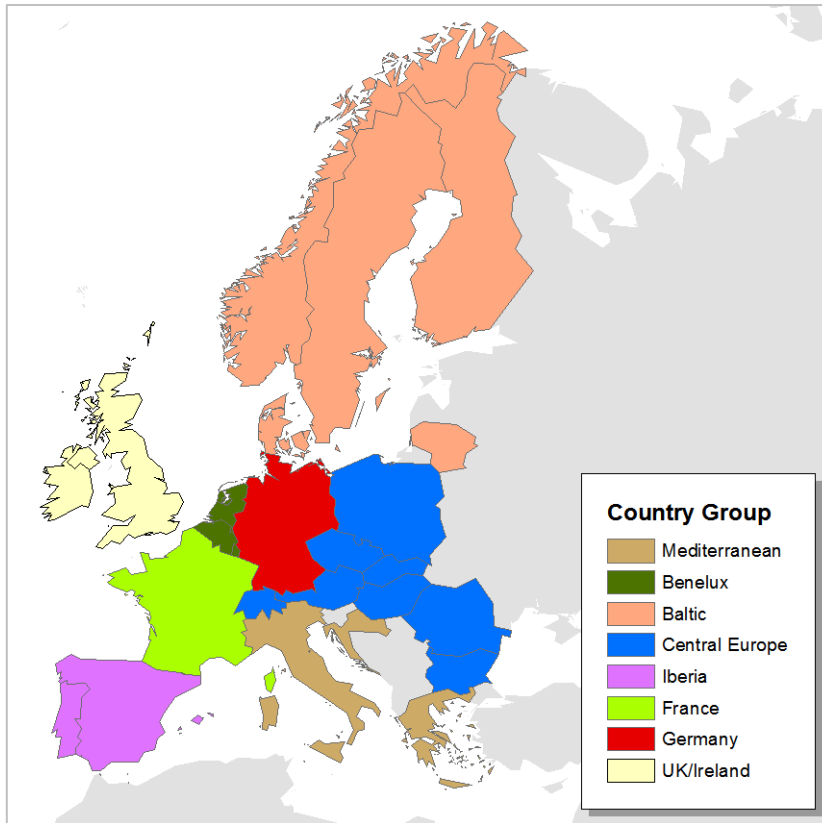 Country Group
Mediterranean
Benelux
Baltic
Central Europe
Iberia
France
Germany
UK/Ireland